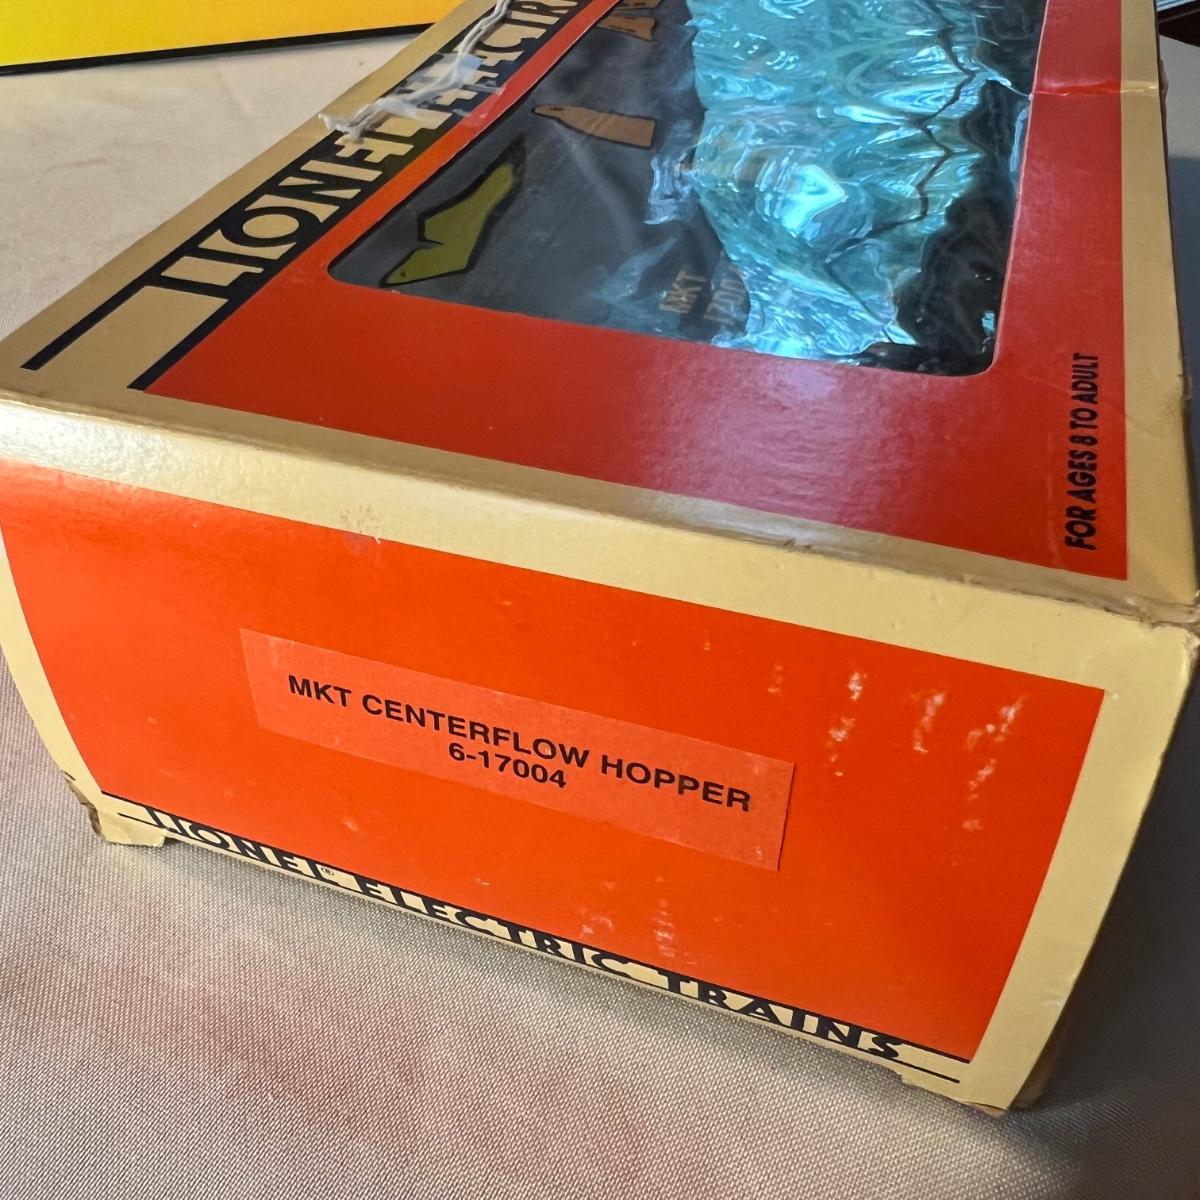 LIONEL ELECTRIC
MKT
FOR AGES 8 TO ADULT
MKT CENTERFLOW HOPPER
6-17004
LIONEL® ELECTRIC TRAINS